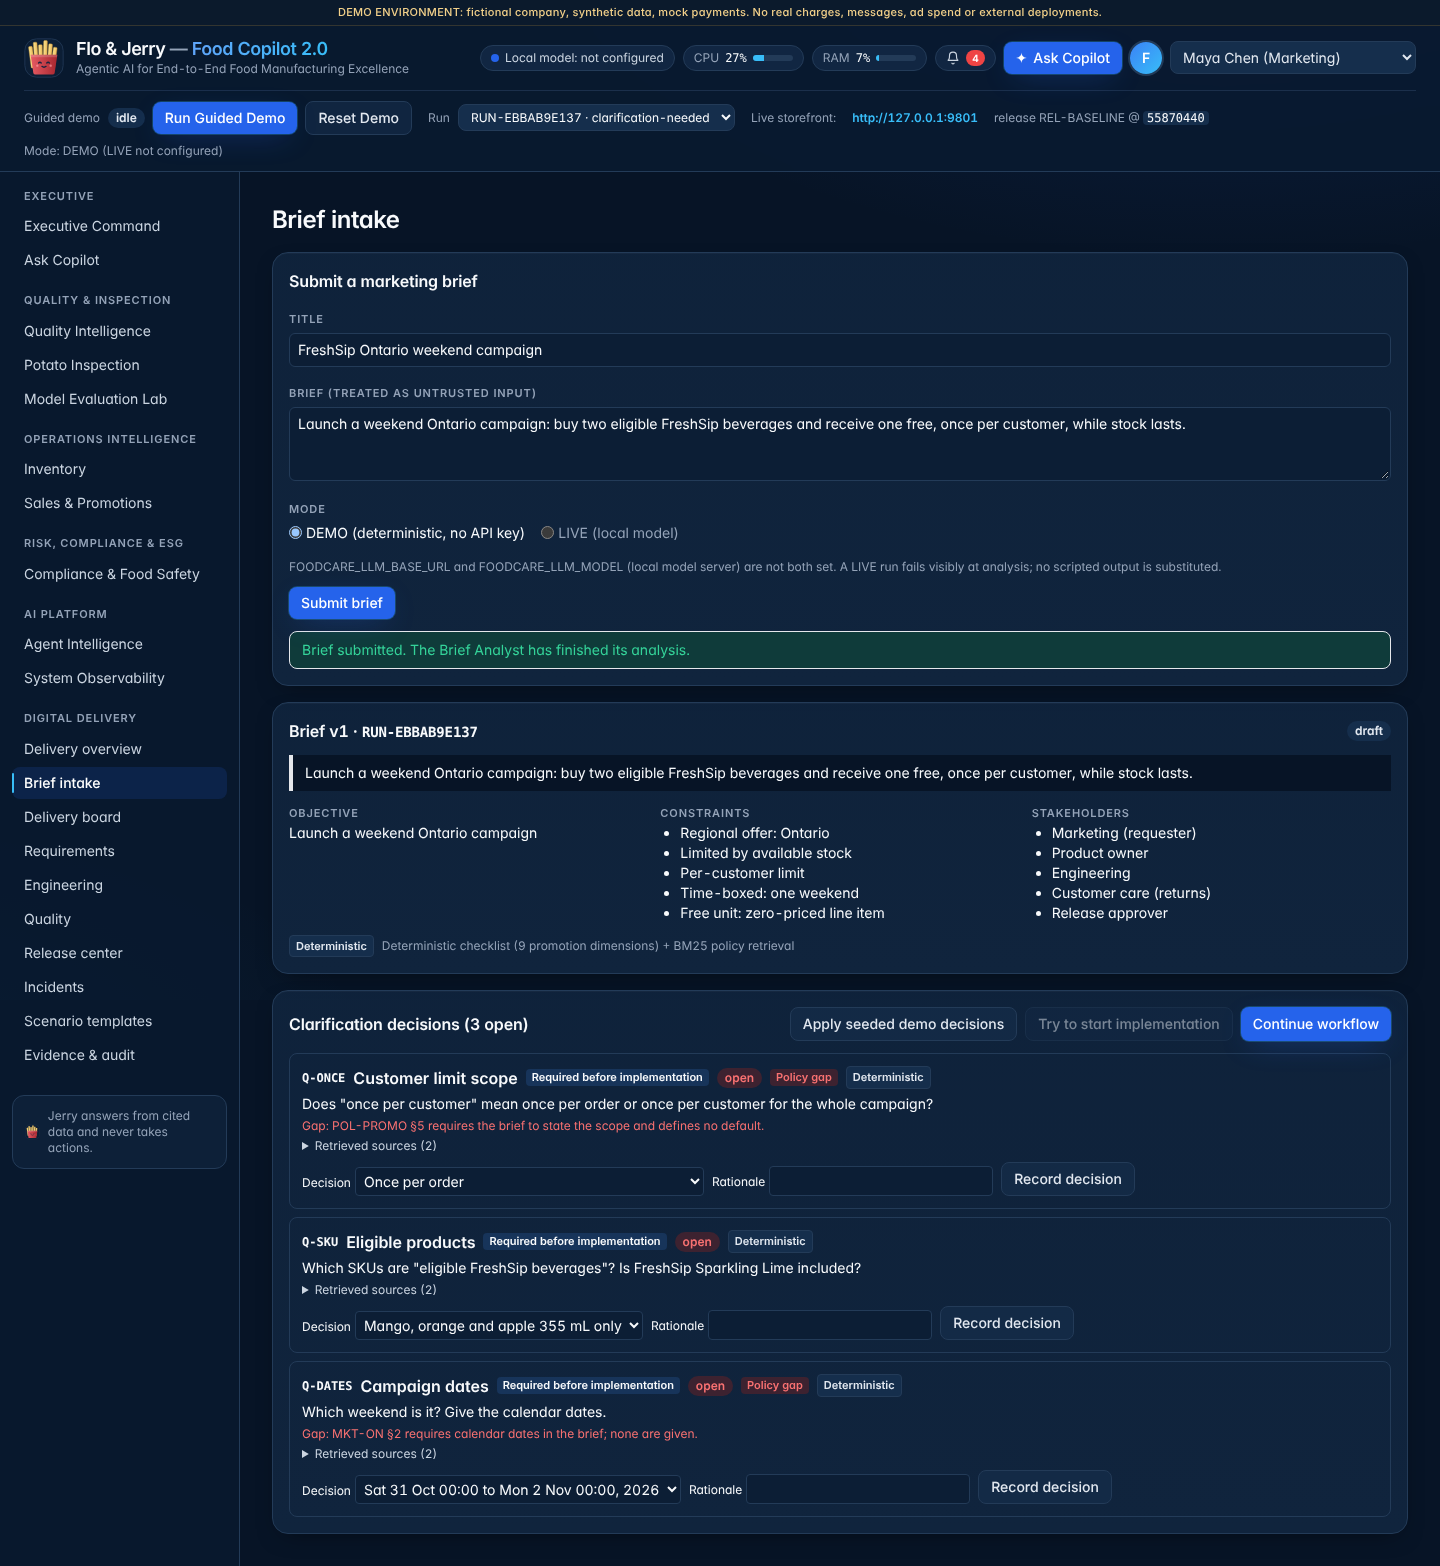 DEMO ENVIRONMENT: fictional company, synthetic data, mock payments. No real charges, messages, ad spend or external deployments.
Flo & Jerry — Food Copilot 2.0
Agentic AI for End-to-End Food Manufacturing Excellence
Local model: not configured
CPU 27%
RAM 7%
4
✦ Ask Copilot
F
Maya Chen (Marketing)
Guided demo idle Run Guided Demo Reset Demo Run RUN-EBBAB9E137 · clarification-needed Live storefront: http://127.0.0.1:9801 release REL-BASELINE @ 55870440
Mode: DEMO (LIVE not configured)
EXECUTIVE
Executive Command
Ask Copilot
QUALITY & INSPECTION
Quality Intelligence
Potato Inspection
Model Evaluation Lab
OPERATIONS INTELLIGENCE
Inventory
Sales & Promotions
RISK, COMPLIANCE & ESG
Compliance & Food Safety
AI PLATFORM
Agent Intelligence
System Observability
DIGITAL DELIVERY
Delivery overview
Brief intake
Delivery board
Requirements
Engineering
Quality
Release center
Incidents
Scenario templates
Evidence & audit
Jerry answers from cited
data and never takes
actions.
Brief intake
Submit a marketing brief
TITLE
FreshSip Ontario weekend campaign
BRIEF (TREATED AS UNTRUSTED INPUT)
Launch a weekend Ontario campaign: buy two eligible FreshSip beverages and receive one free, once per customer, while stock lasts.
MODE
DEMO (deterministic, no API key) LIVE (local model)
FOODCARE_LLM_BASE_URL and FOODCARE_LLM_MODEL (local model server) are not both set. A LIVE run fails visibly at analysis; no scripted output is substituted.
Submit brief
Brief submitted. The Brief Analyst has finished its analysis.
Brief v1 · RUN-EBBAB9E137
draft
Launch a weekend Ontario campaign: buy two eligible FreshSip beverages and receive one free, once per customer, while stock lasts.
OBJECTIVE
Launch a weekend Ontario campaign
CONSTRAINTS
Regional offer: Ontario
Limited by available stock
Per-customer limit
Time-boxed: one weekend
Free unit: zero-priced line item
STAKEHOLDERS
Marketing (requester)
Product owner
Engineering
Customer care (returns)
Release approver
Deterministic Deterministic checklist (9 promotion dimensions) + BM25 policy retrieval
Clarification decisions (3 open)
Apply seeded demo decisions
Try to start implementation
Continue workflow
Q-ONCE Customer limit scope Required before implementation open Policy gap Deterministic
Does "once per customer" mean once per order or once per customer for the whole campaign?
Gap: POL-PROMO §5 requires the brief to state the scope and defines no default.
Retrieved sources (2)
Decision Once per order Rationale Record decision
Q-SKU Eligible products Required before implementation open Deterministic
Which SKUs are "eligible FreshSip beverages"? Is FreshSip Sparkling Lime included?
Retrieved sources (2)
Decision Mango, orange and apple 355 mL only Rationale Record decision
Q-DATES Campaign dates Required before implementation open Policy gap Deterministic
Which weekend is it? Give the calendar dates.
Gap: MKT-ON §2 requires calendar dates in the brief; none are given.
Retrieved sources (2)
Decision Sat 31 Oct 00:00 to Mon 2 Nov 00:00, 2026 Rationale Record decision